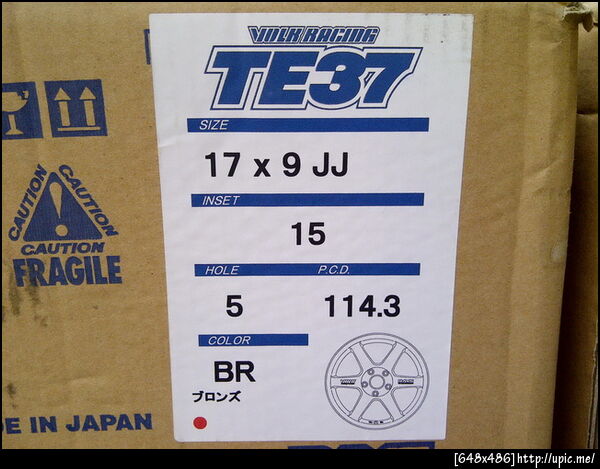 VOLK RACING
TE37
SIZE
17 x 9 JJ
INSET
15
HOLE P.C.D.
5 114.3
COLOR
BR
ブロンズ
CAUTION CAUTION
CAUTION
FRAGILE
E IN JAPAN
[648x486]http://upic.me/